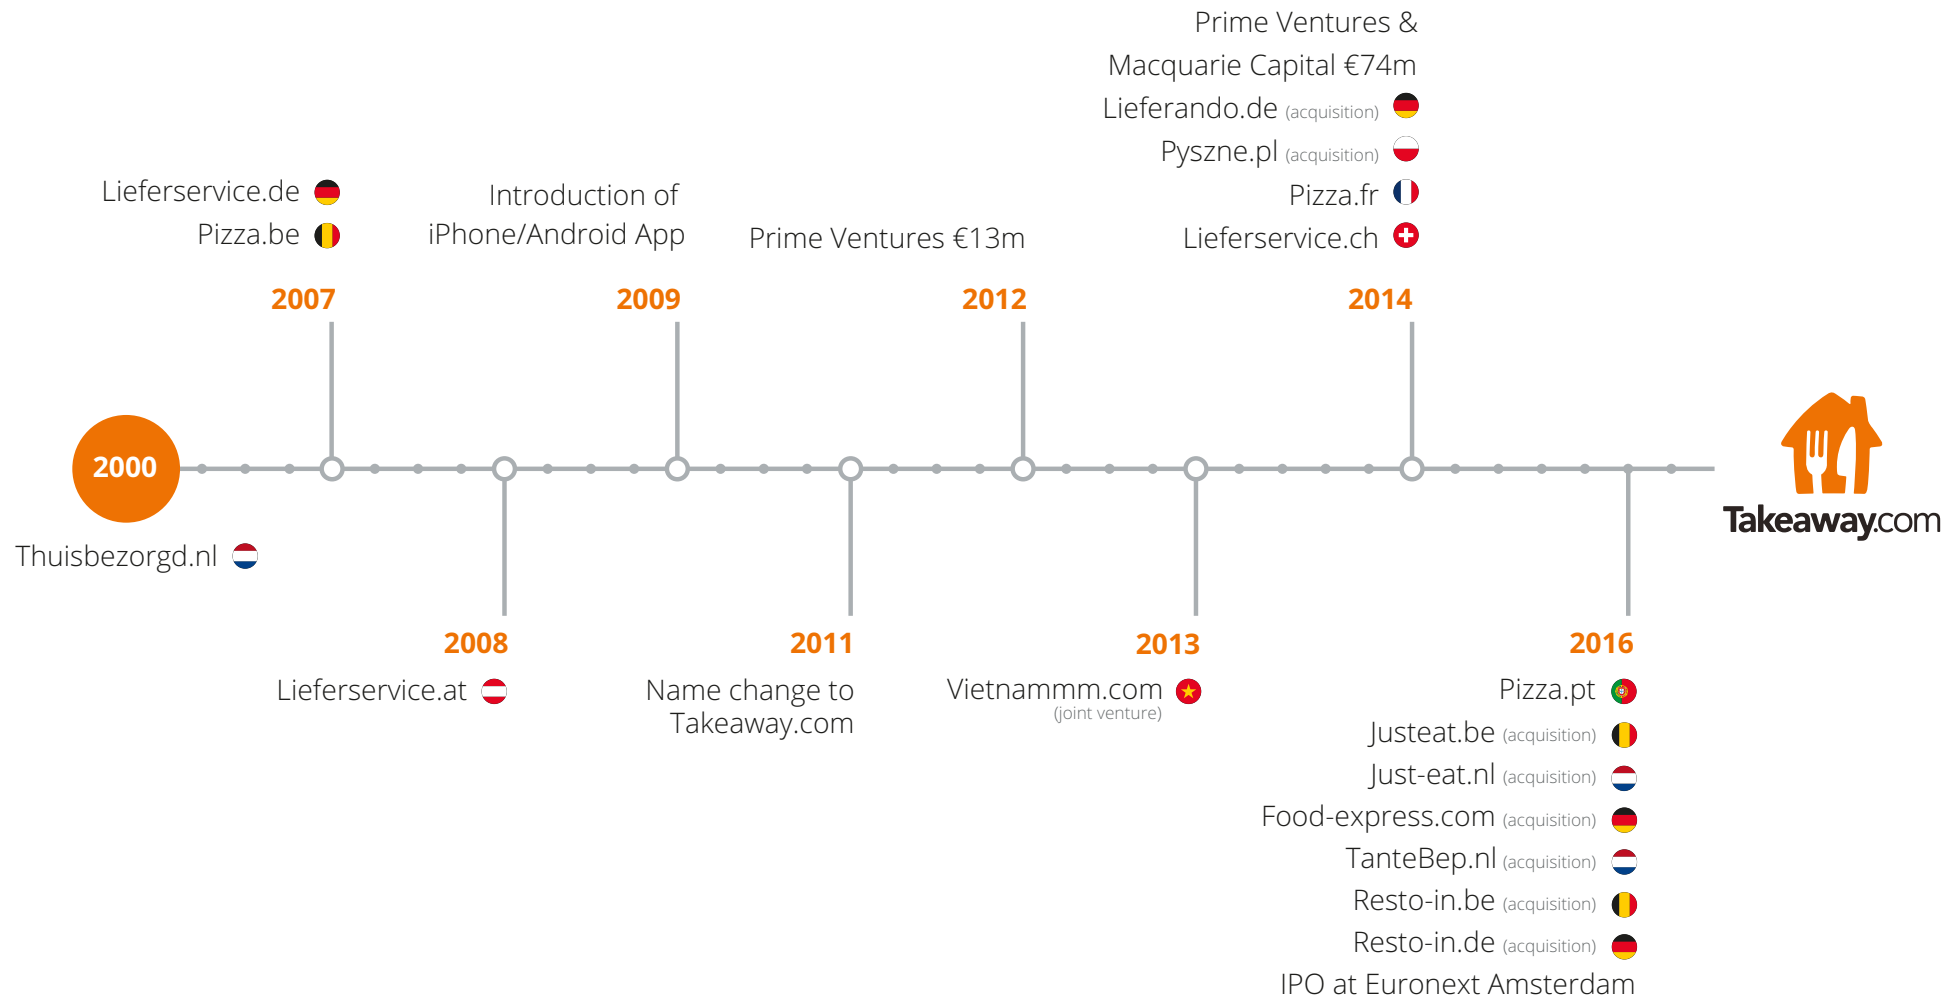 2000
Thuisbezorgd.nl
Lieferservice.de
Pizza.be
2007
2008
Lieferservice.at
Introduction of
iPhone/Android App
2009
2011
Name change to
Takeaway.com
Prime Ventures €13m
2012
2013
Vietnammm.com
(joint venture)
Prime Ventures &
Macquarie Capital €74m
Lieferando.de (acquisition)
Pyszne.pl (acquisition)
Pizza.fr
Lieferservice.ch
2014
2016
Pizza.pt
Justeat.be (acquisition)
Just-eat.nl (acquisition)
Food-express.com (acquisition)
TanteBep.nl (acquisition)
Resto-in.be (acquisition)
Resto-in.de (acquisition)
IPO at Euronext Amsterdam
Takeaway.com